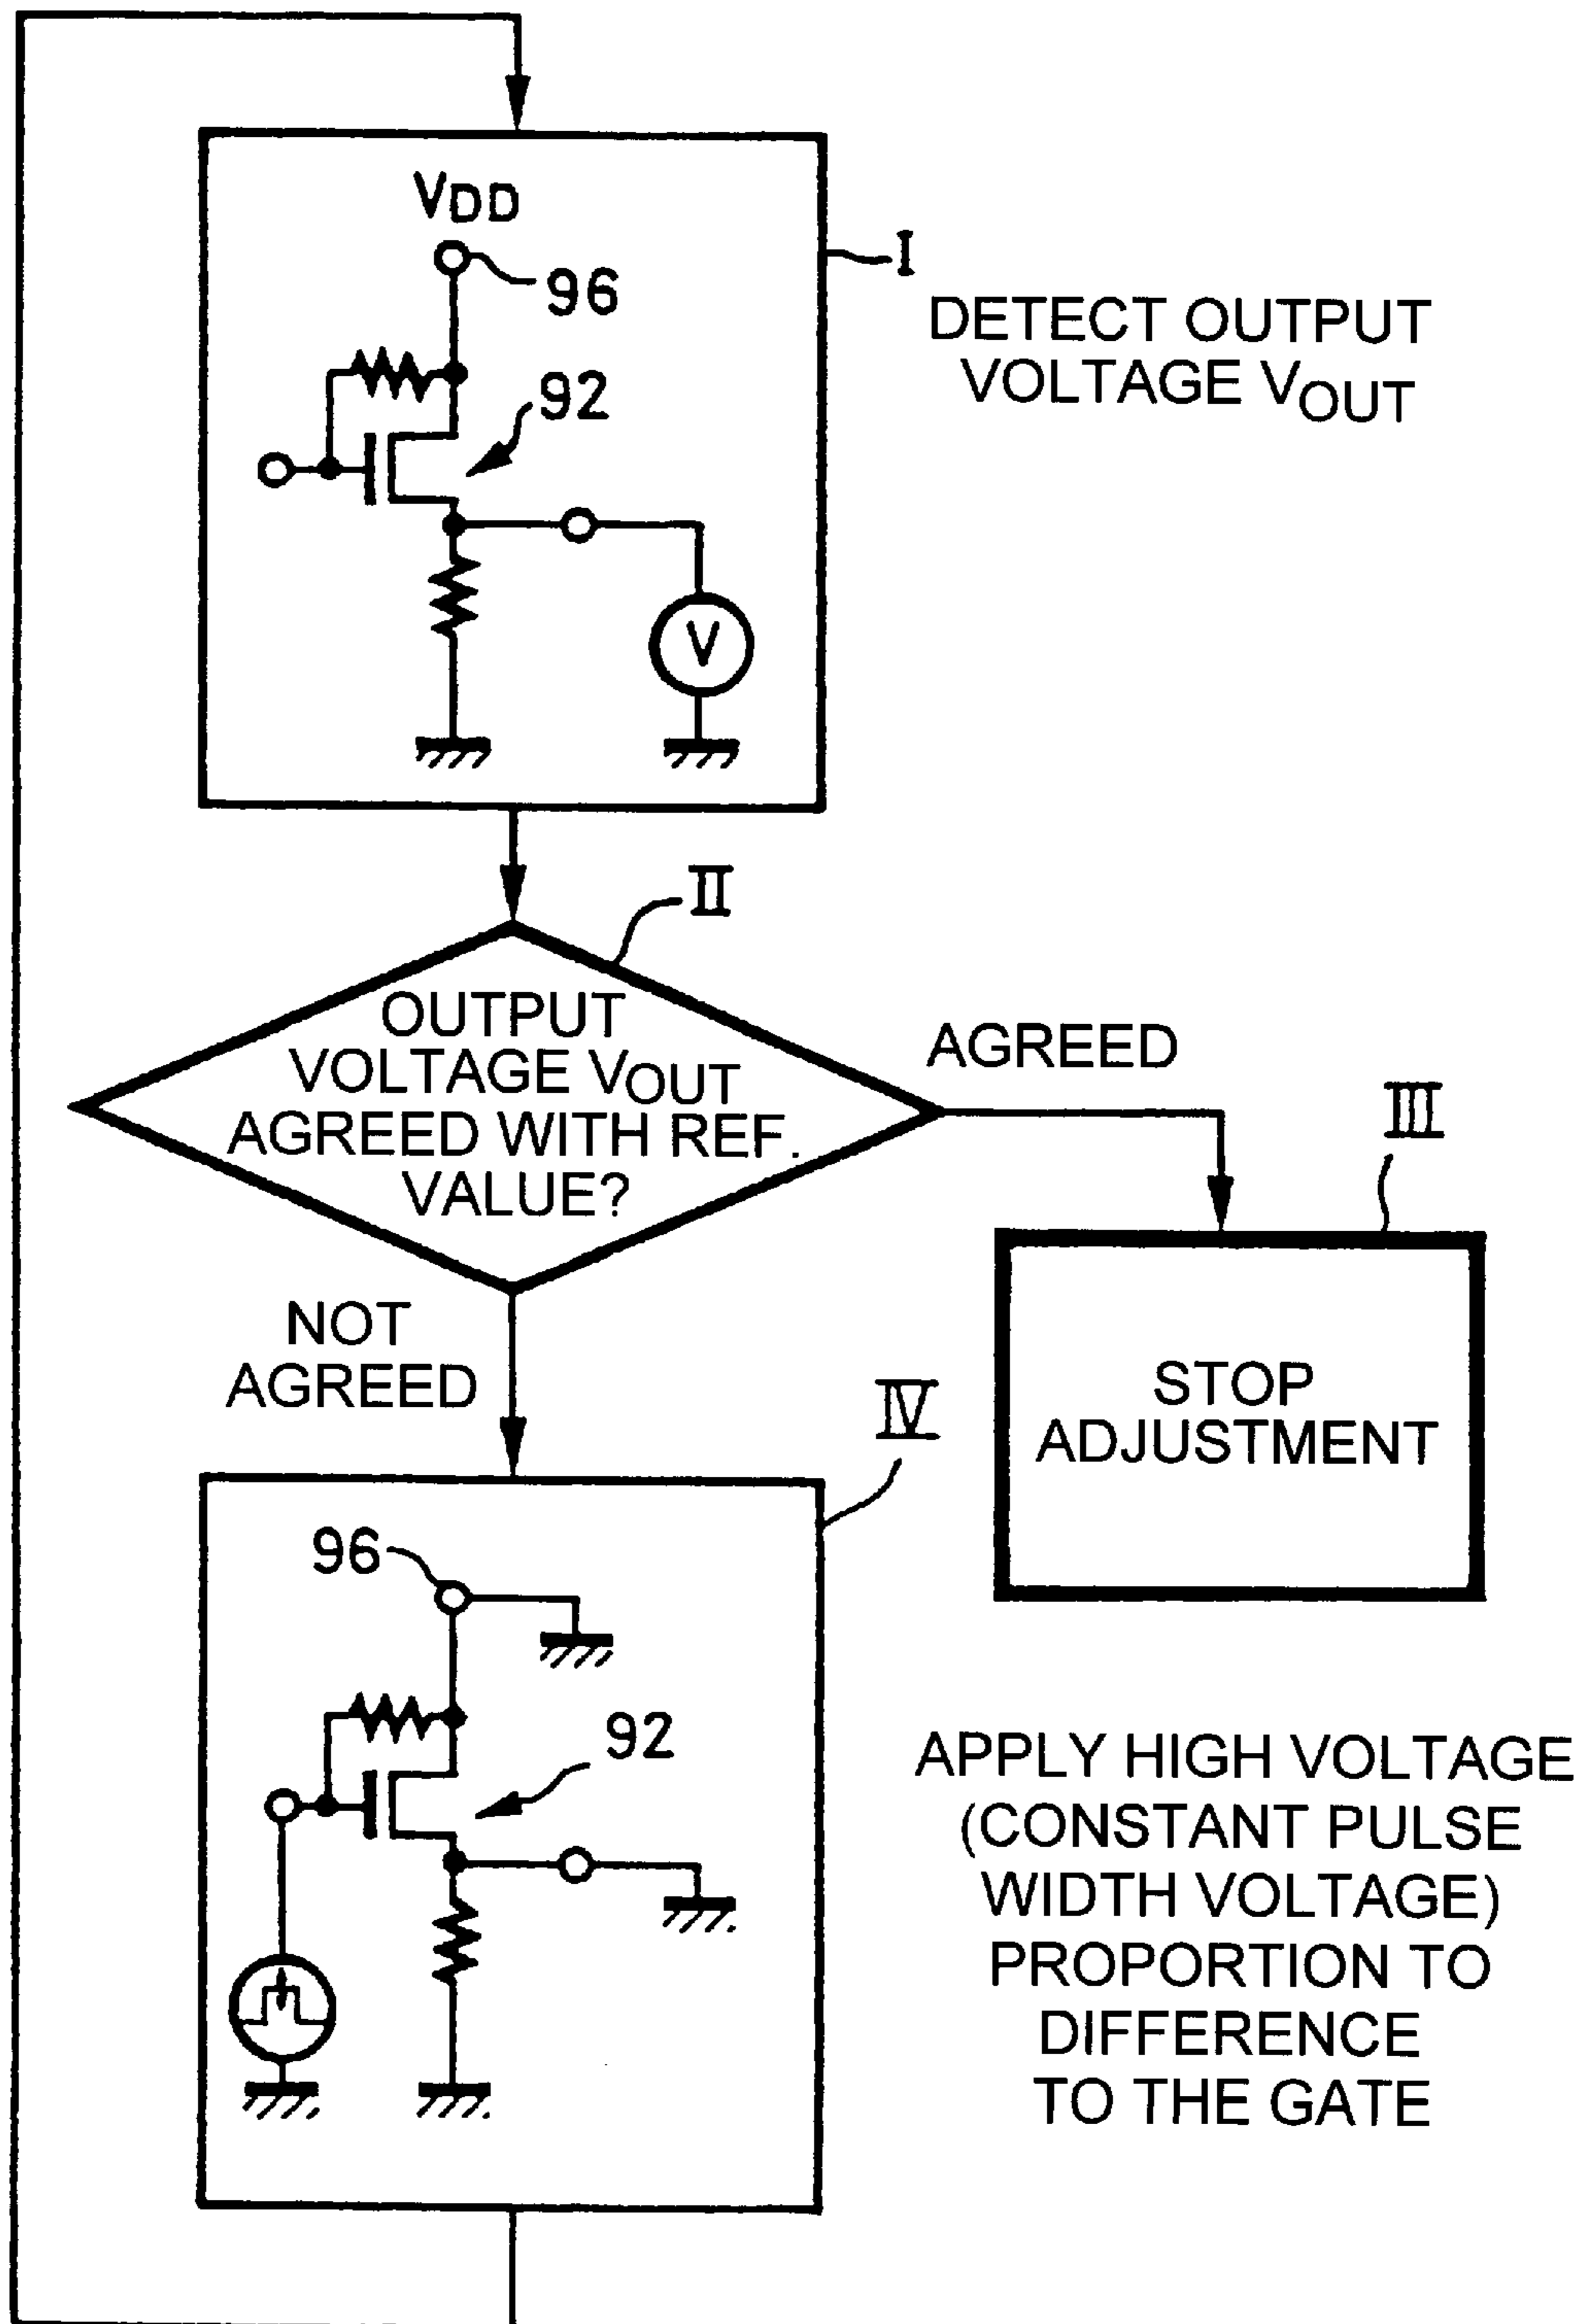 VDD
96
I
DETECT OUTPUT
VOLTAGE VOUT
92
V
II
OUTPUT
VOLTAGE VOUT
AGREED WITH REF.
VALUE?
AGREED
III
STOP
ADJUSTMENT
NOT
AGREED
IV
96
92
APPLY HIGH VOLTAGE
(CONSTANT PULSE
WIDTH VOLTAGE)
PROPORTION TO
DIFFERENCE
TO THE GATE